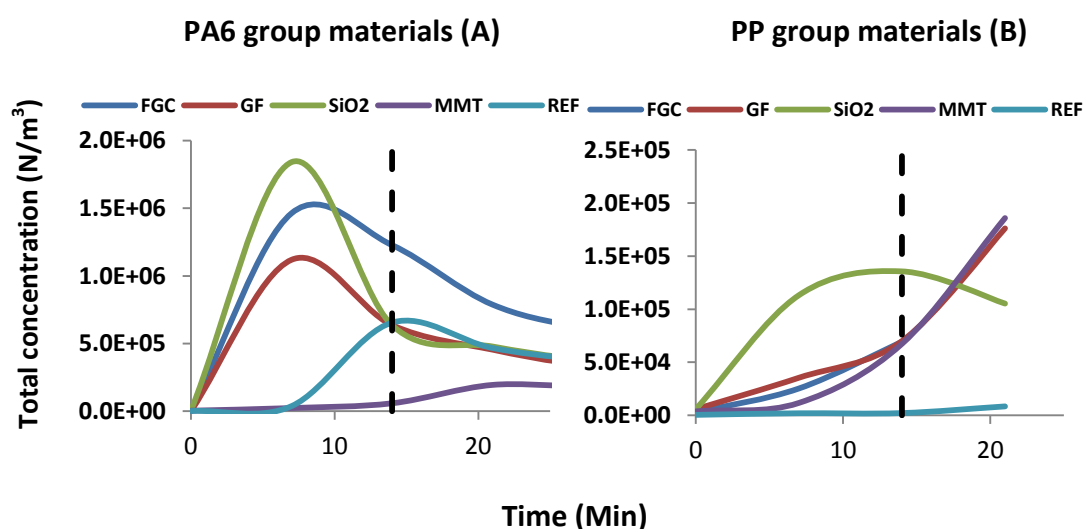 PA6 group materials (A)
PP group materials (B)
FGC GF SiO2 MMT REF
FGC GF SiO2 MMT REF
Total concentration (N/m³)
2.0E+06
1.5E+06
1.0E+06
5.0E+05
0.0E+00
0 10 20
2.5E+05
2.0E+05
1.5E+05
1.0E+05
5.0E+04
0.0E+00
0 10 20
Time (Min)